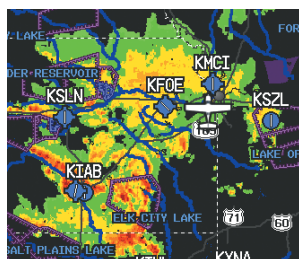 LAKE
FOR
KMCI
DER RESERVOIR
KFOE
KSLN
KSZL
LAKE OF
KIAB
ELK CITY LAKE
71
60
SALT PLAINS LAKE
KYNA